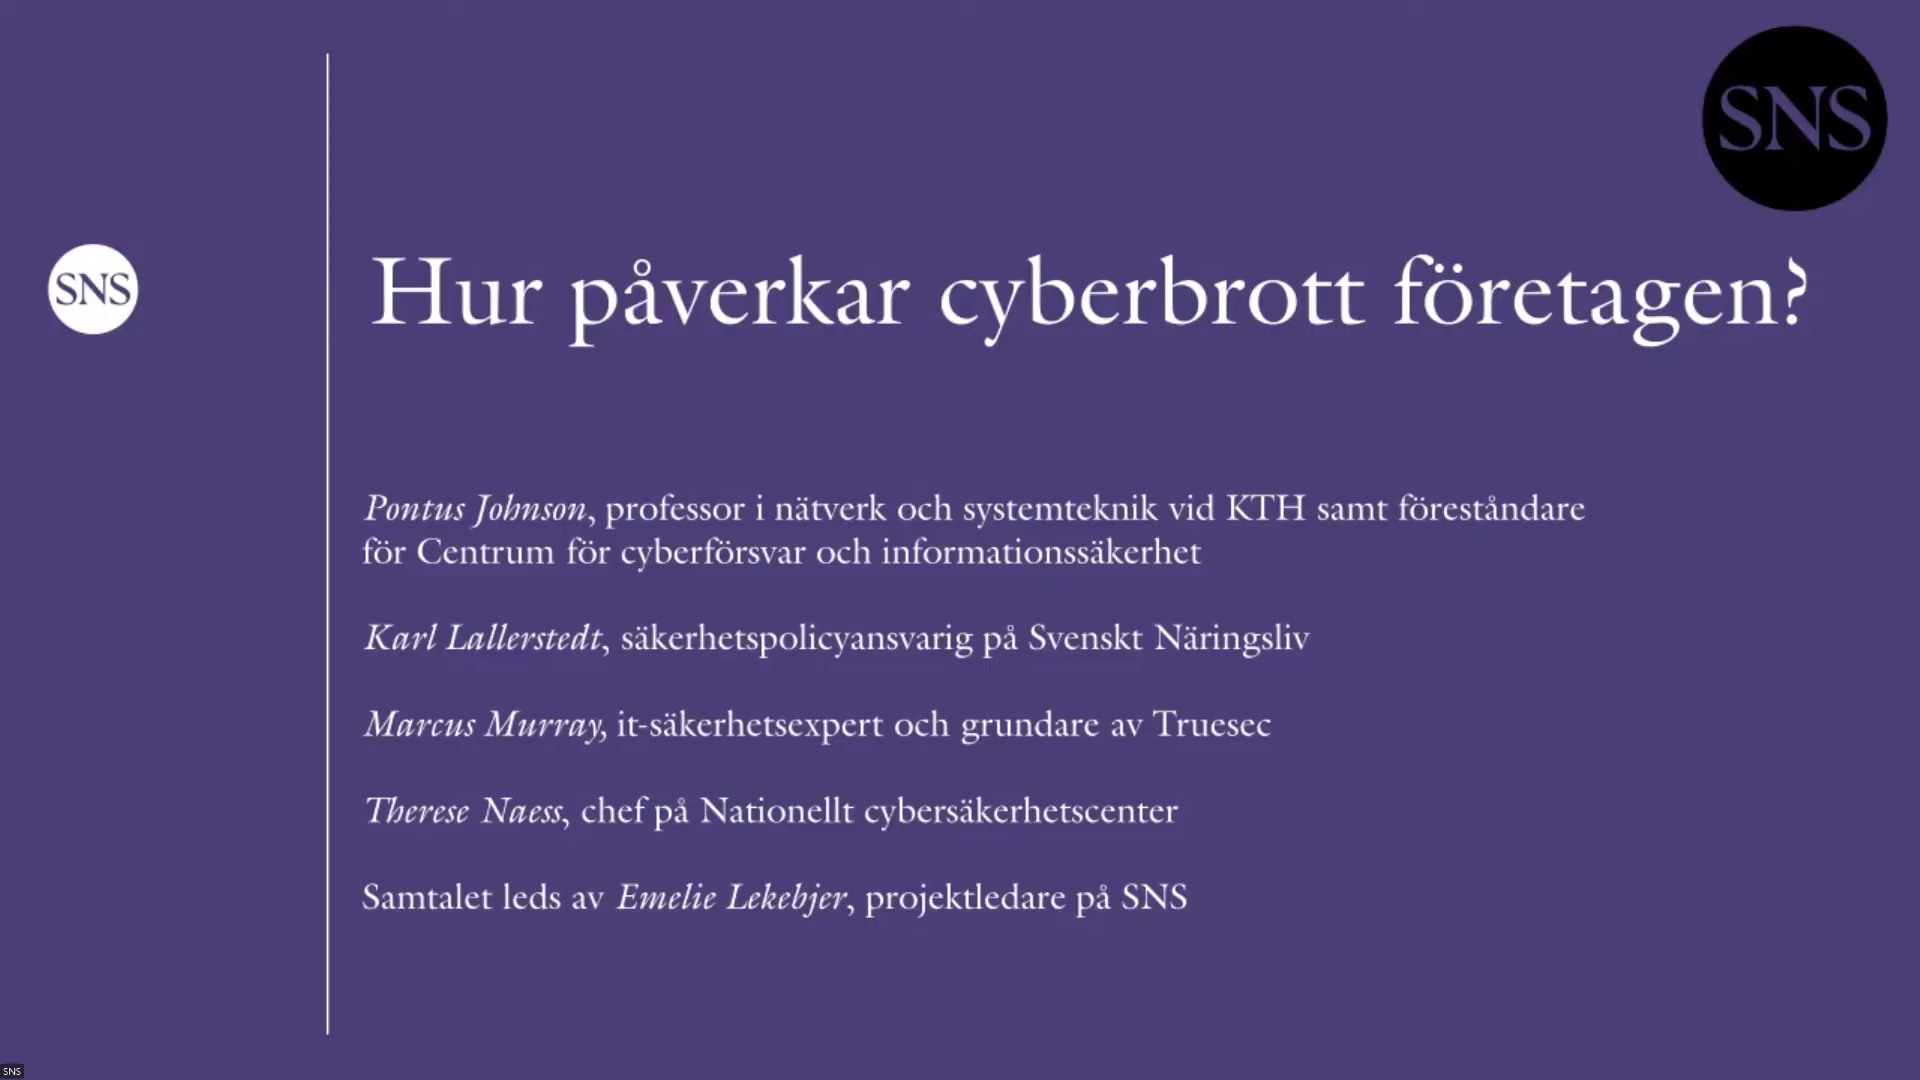 SNS
SNS
Hur påverkar cyberbrott företagen?
Pontus Johnson, professor i nätverk och systemteknik vid KTH samt föreståndare
för Centrum för cyberförsvar och informationssäkerhet
Karl Lallerstedt, säkerhetspolicyansvarig på Svenskt Näringsliv
Marcus Murray, it-säkerhetsexpert och grundare av Truesec
Therese Naess, chef på Nationellt cybersäkerhetscenter
Samtalet leds av Emelie Lekebjer, projektledare på SNS
SNS